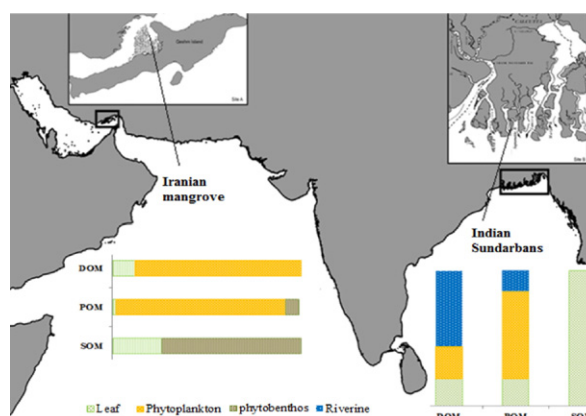 Iranian
mangrove
Indian
Sundarbans
DOM
POM
SOM
Leaf Phytoplankton phytobenthos Riverine